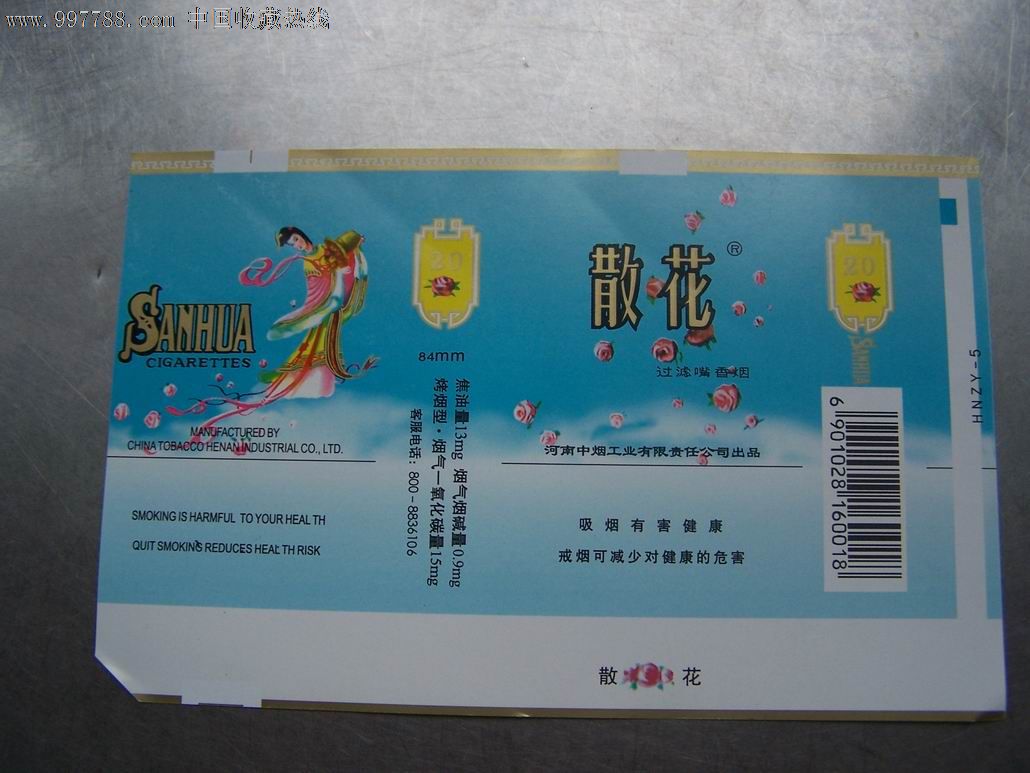 www.997788.com 中国收藏热线
SANHUA
CIGARETTES
MANUFACTURED BY
CHINA TOBACCO HENAN INDUSTRIAL CO., LTD.
SMOKING IS HARMFUL TO YOUR HEALTH
QUIT SMOKING REDUCES HEALTH RISK
20
84mm
焦油量13mg 烟气烟碱量0.9mg
烤烟型·烟气一氧化碳量15mg
客服电话:800-8836106
散花®
过滤嘴香烟
河南中烟工业有限责任公司出品
吸烟有害健康
戒烟可减少对健康的危害
20
SANHUA
6 901028 160018
HNZY-5
散 花